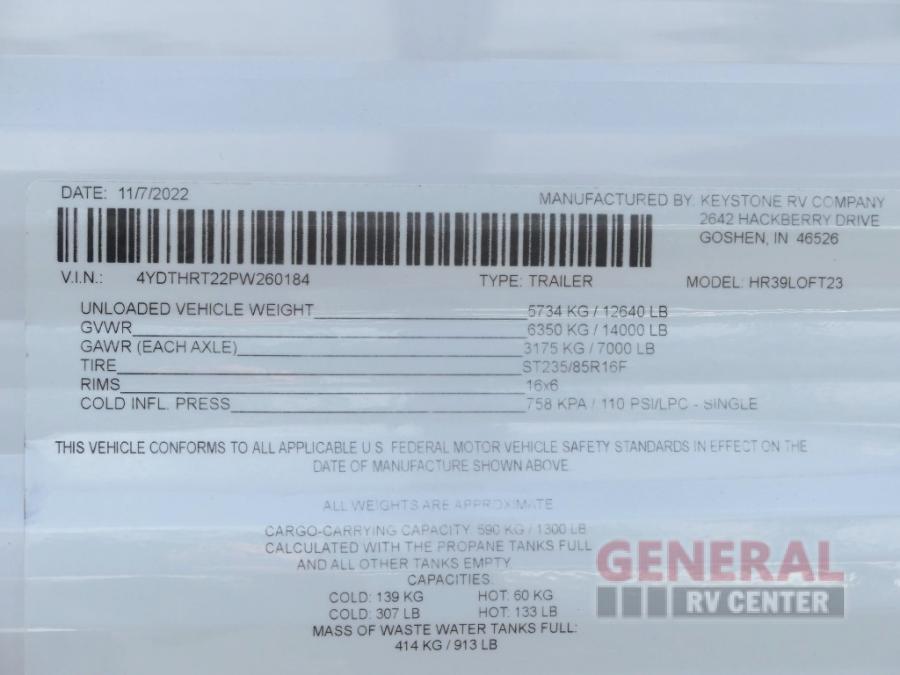 DATE: 11/7/2022
MANUFACTURED BY: KEYSTONE RV COMPANY
2642 HACKBERRY DRIVE
GOSHEN, IN 46526
V.I.N.: 4YDTHRT22PW260184 TYPE: TRAILER MODEL: HR39LOFT23
UNLOADED VEHICLE WEIGHT 5734 KG / 12640 LB
GVWR 6350 KG / 14000 LB
GAWR (EACH AXLE) 3175 KG / 7000 LB
TIRE ST235/85R16F
RIMS 16x6
COLD INFL. PRESS 758 KPA / 110 PSI/LPC - SINGLE
THIS VEHICLE CONFORMS TO ALL APPLICABLE U.S. FEDERAL MOTOR VEHICLE SAFETY STANDARDS IN EFFECT ON THE
DATE OF MANUFACTURE SHOWN ABOVE.
ALL WEIGHTS ARE APPROXIMATE
CARGO-CARRYING CAPACITY: 590 KG / 1300 LB
CALCULATED WITH THE PROPANE TANKS FULL
AND ALL OTHER TANKS EMPTY.
CAPACITIES:
COLD: 139 KG HOT: 60 KG
COLD: 307 LB HOT: 133 LB
MASS OF WASTE WATER TANKS FULL:
414 KG / 913 LB
GENERAL
RV CENTER